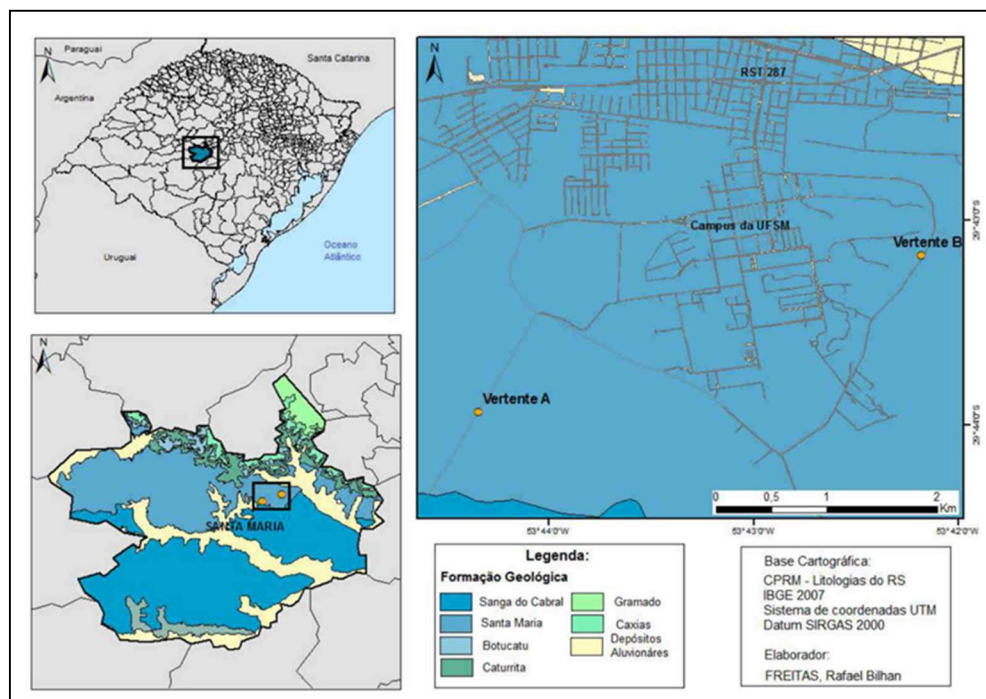 N
Paraguai
Santa Catarina
Argentina
Uruguai
Oceano
Atlântico
N
RST 287
Campus da UFSM
Vertente B
Vertente A
29°43'0"S
29°44'0"S
0 0,5 1 2
Km
53°44'0"W
53°43'0"W
53°42'0"W
N
SANTA MARIA
Legenda:
Formação Geológica
Sanga do Cabral
Santa Maria
Botucatu
Caturrita
Gramado
Caxias
Depósitos
Aluvionáres
Base Cartográfica:
CPRM - Litologias do RS
IBGE 2007
Sistema de coordenadas UTM
Datum SIRGAS 2000
Elaborador:
FREITAS, Rafael Bilhan